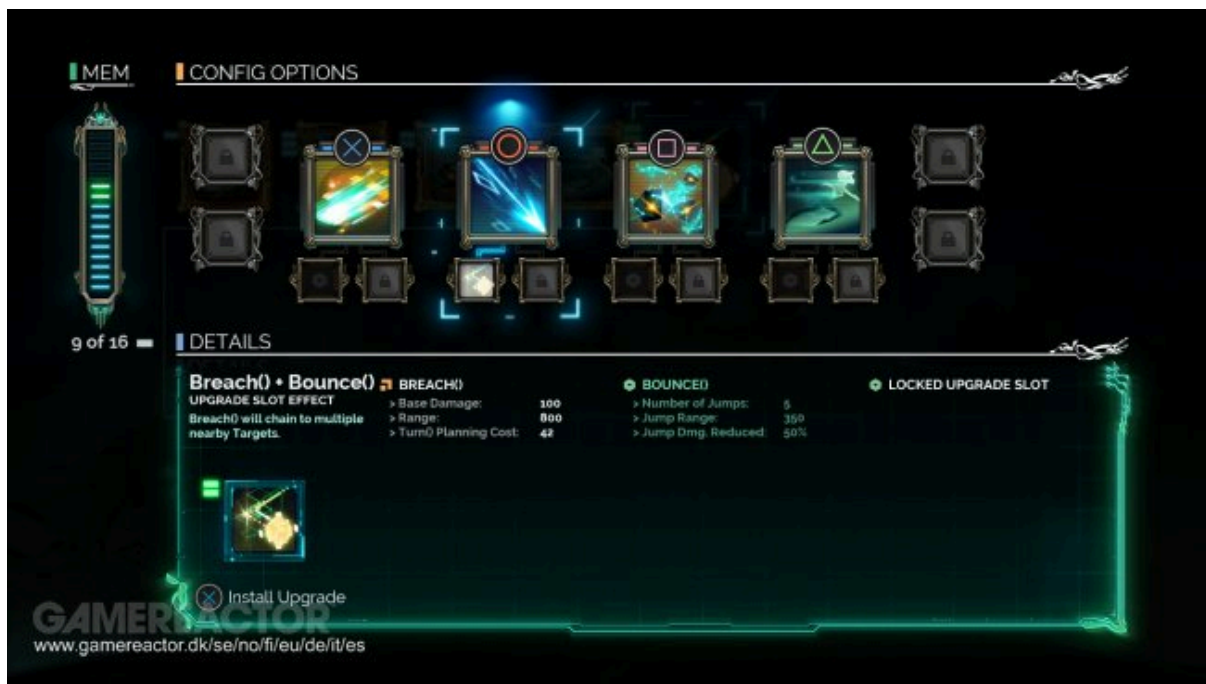 MEM
CONFIG OPTIONS
9 of 16
DETAILS
Breach() + Bounce()
UPGRADE SLOT EFFECT
Breach() will chain to multiple
nearby Targets.
BREACH()
> Base Damage: 100
> Range: 800
> Turn() Planning Cost: 42
BOUNCE()
> Number of Jumps: 5
> Jump Range: 350
> Jump Dmg. Reduced: 50%
LOCKED UPGRADE SLOT
Install Upgrade
GAMEREACTOR
www.gamereactor.dk/se/no/fi/eu/de/it/es